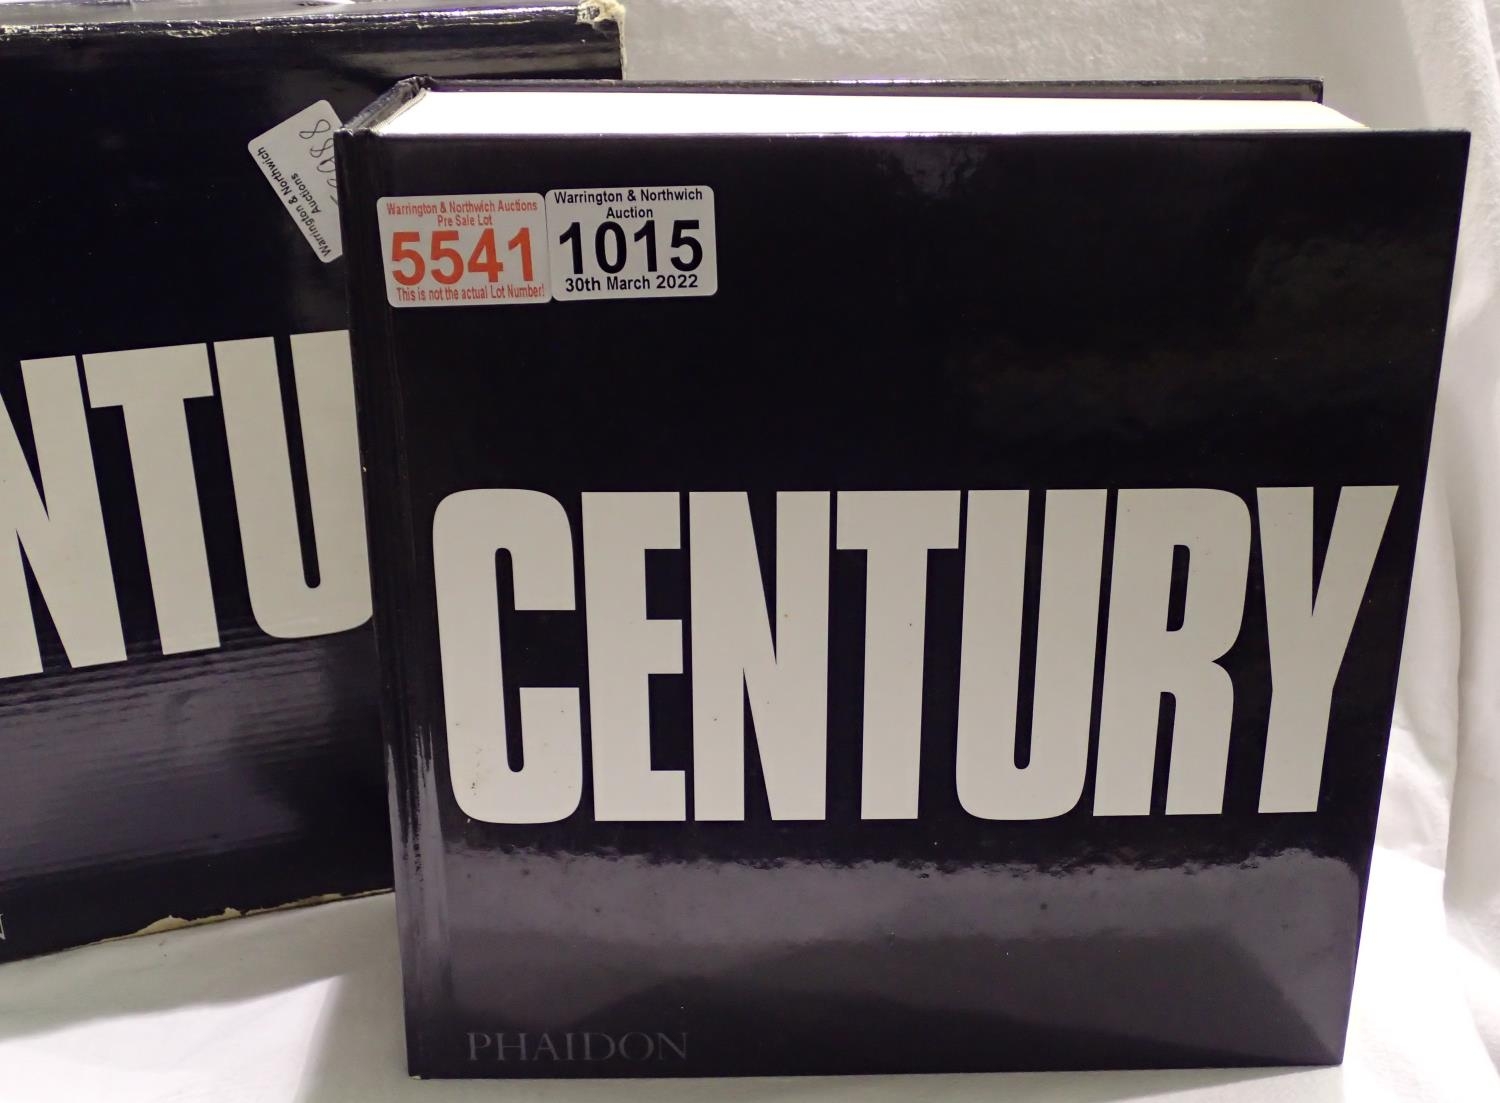 Warrington & Northwich
Auctions
Warrington & Northwich Auctions
Pre Sale Lot
5541
This is not the actual Lot Number!
Warrington & Northwich
Auction
1015
30th March 2022
NTU
CENTURY
PHAIDON
N